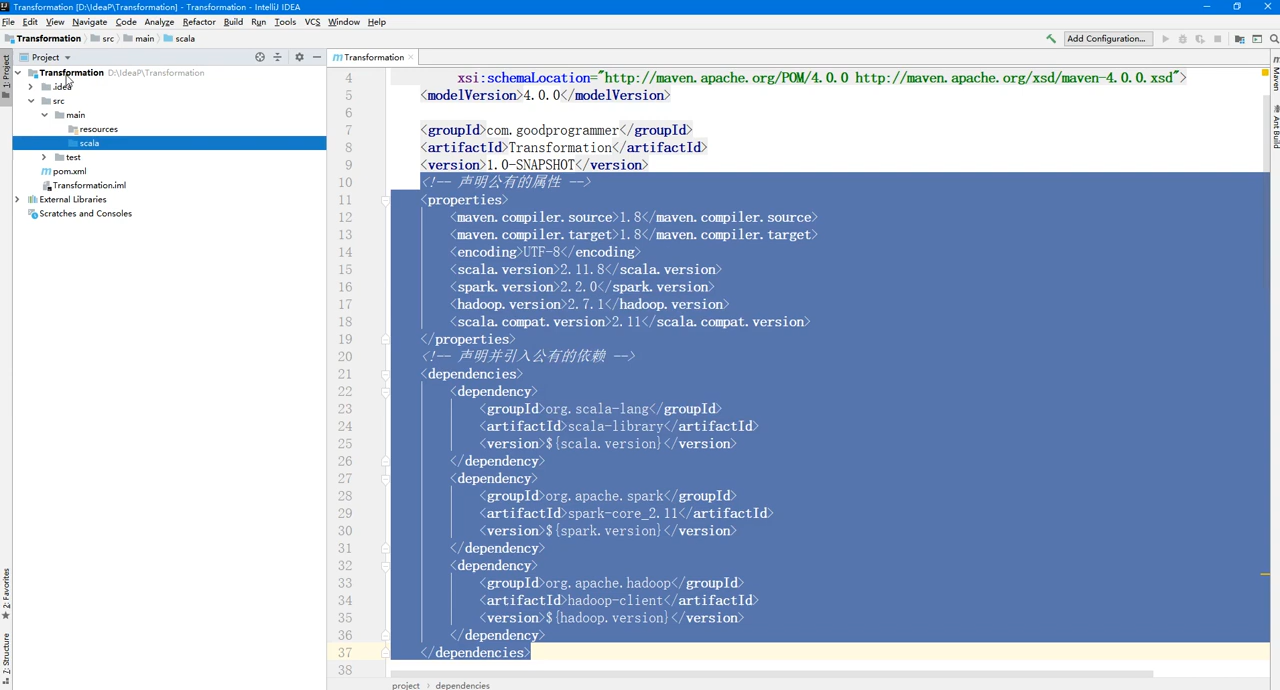 Transformation [D:\IdeaP\Transformation] - Transformation - IntelliJ IDEA
File Edit View Navigate Code Analyze Refactor Build Run Tools VCS Window Help
Transformation src main scala
Add Configuration...
Project
Transformation
1: Project
Transformation D:\IdeaP\Transformation
.idea
src
main
resources
scala
test
pom.xml
Transformation.iml
External Libraries
Scratches and Consoles
2: Favorites
Z: Structure
4 xsi:schemaLocation="http://maven.apache.org/POM/4.0.0 http://maven.apache.org/xsd/maven-4.0.0.xsd">
5 <modelVersion>4.0.0</modelVersion>
6
7 <groupId>com.goodprogrammer</groupId>
8 <artifactId>Transformation</artifactId>
9 <version>1.0-SNAPSHOT</version>
10 <!-- 声明公有的属性 -->
11 <properties>
12 <maven.compiler.source>1.8</maven.compiler.source>
13 <maven.compiler.target>1.8</maven.compiler.target>
14 <encoding>UTF-8</encoding>
15 <scala.version>2.11.8</scala.version>
16 <spark.version>2.2.0</spark.version>
17 <hadoop.version>2.7.1</hadoop.version>
18 <scala.compat.version>2.11</scala.compat.version>
19 </properties>
20 <!-- 声明并引入公有的依赖 -->
21 <dependencies>
22 <dependency>
23 <groupId>org.scala-lang</groupId>
24 <artifactId>scala-library</artifactId>
25 <version>${scala.version}</version>
26 </dependency>
27 <dependency>
28 <groupId>org.apache.spark</groupId>
29 <artifactId>spark-core_2.11</artifactId>
30 <version>${spark.version}</version>
31 </dependency>
32 <dependency>
33 <groupId>org.apache.hadoop</groupId>
34 <artifactId>hadoop-client</artifactId>
35 <version>${hadoop.version}</version>
36 </dependency>
37 </dependencies>
38
project › dependencies
Maven
Ant Build